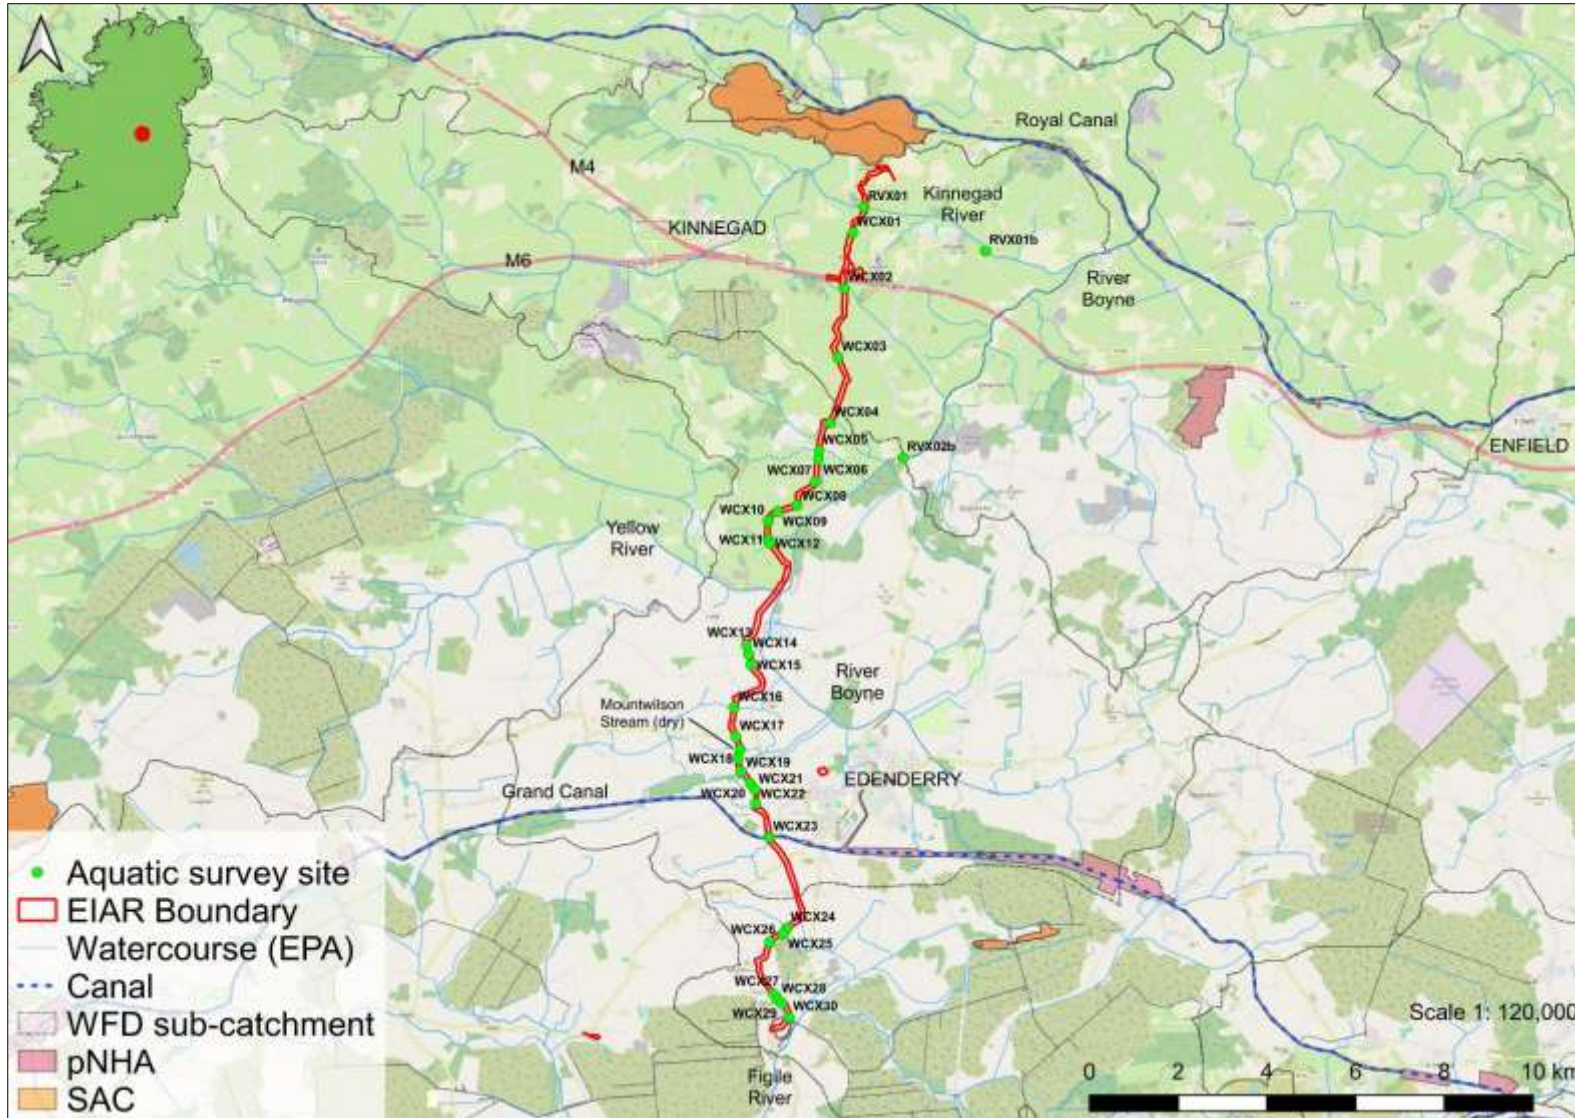 Royal Canal
M4
RVX01
Kinnegad
River
WCX01
KINNEGAD
RVX01b
M6
River
Boyne
WCX02
WCX03
WCX04
WCX05
RVX02b
ENFIELD
WCX07
WCX06
WCX08
WCX10
WCX09
Yellow
River
WCX11
WCX12
WCX13
WCX14
WCX15
River
Boyne
WCX16
Mountwilson
Stream (dry)
WCX17
WCX18
WCX19
WCX21
EDENDERRY
Grand Canal
WCX20
WCX22
WCX23
Aquatic survey site
EIAR Boundary
Watercourse (EPA)
Canal
WFD sub-catchment
pNHA
SAC
WCX24
WCX26
WCX25
WCX27
WCX28
WCX30
WCX29
Scale 1: 120,000
Figile
River
0 2 4 6 8 10 km